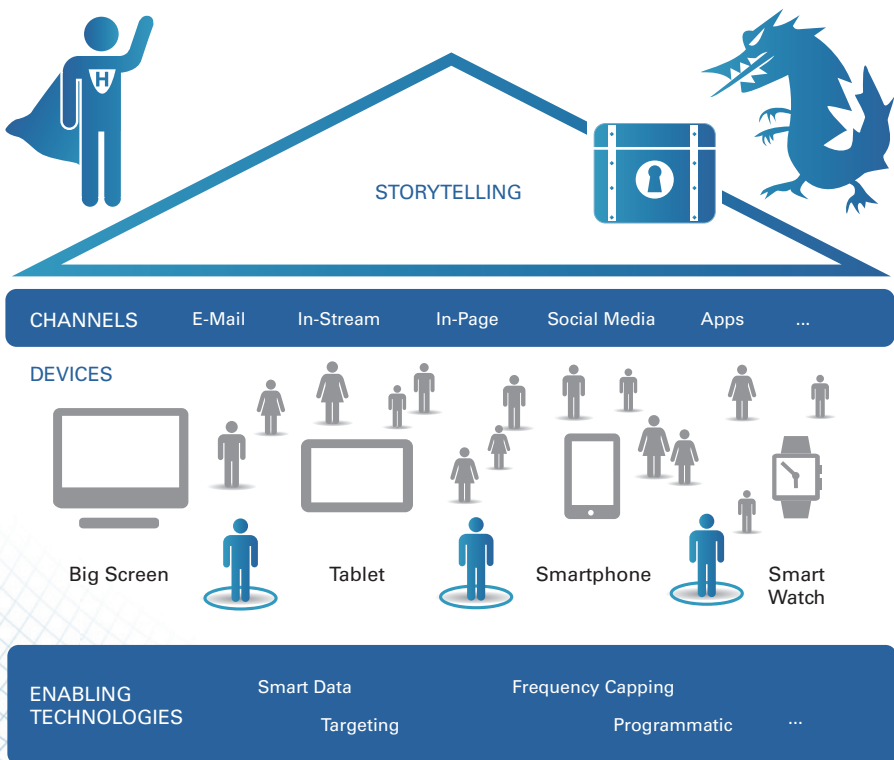 H
STORYTELLING
CHANNELS E-Mail In-Stream In-Page Social Media Apps ...
DEVICES
Big Screen Tablet Smartphone Smart
Watch
ENABLING
TECHNOLOGIES
Smart Data Frequency Capping
Targeting Programmatic ...